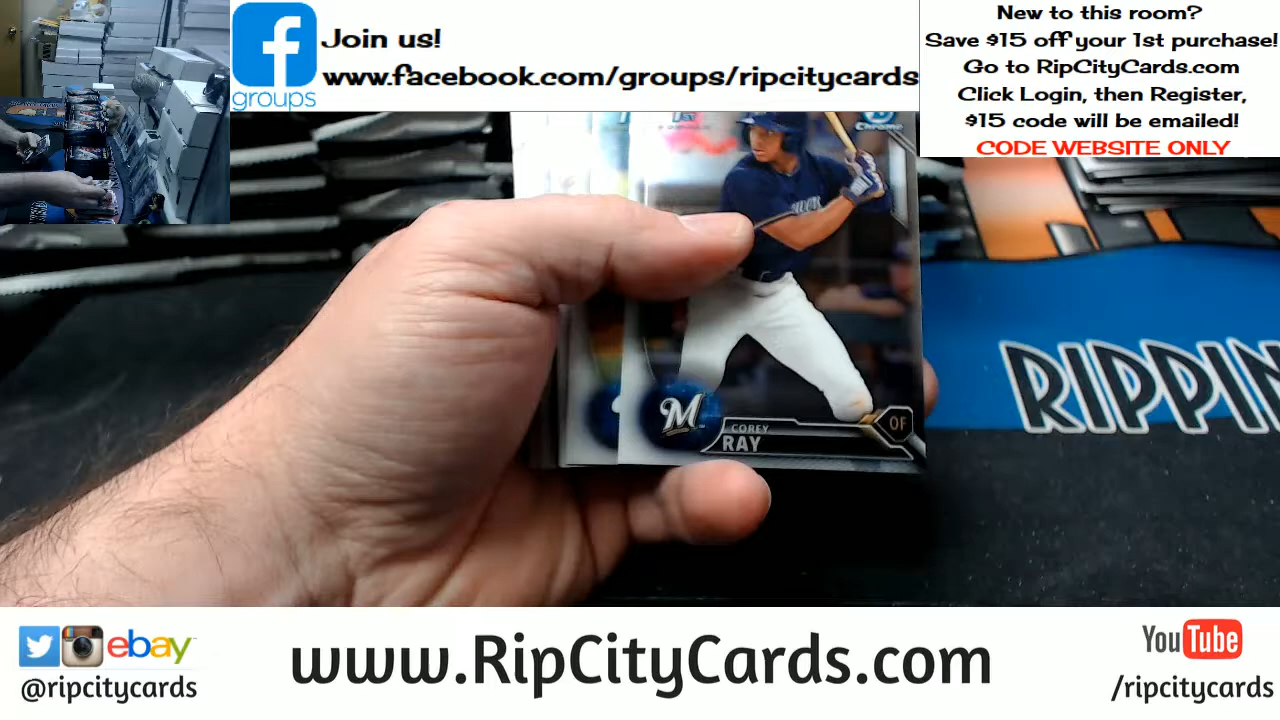 groups
Join us!
www.facebook.com/groups/ripcitycards
New to this room?
Save $15 off your 1st purchase!
Go to RipCityCards.com
Click Login, then Register,
$15 code will be emailed!
CODE WEBSITE ONLY
1ST
Chrome
M
COREY
RAY
OF
RIPPIN
ebay
@ripcitycards
www.RipCityCards.com
YouTube
/ripcitycards